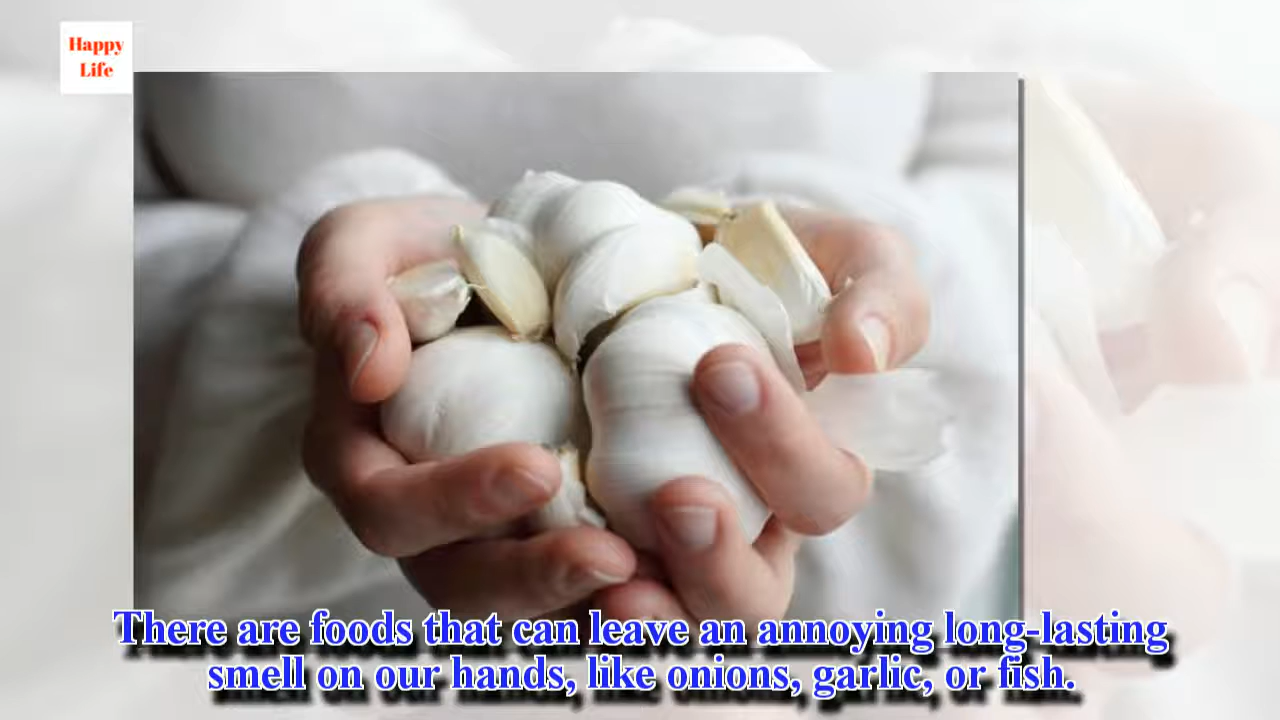 Happy
Life
There are foods that can leave an annoying long-lasting
smell on our hands, like onions, garlic, or fish.